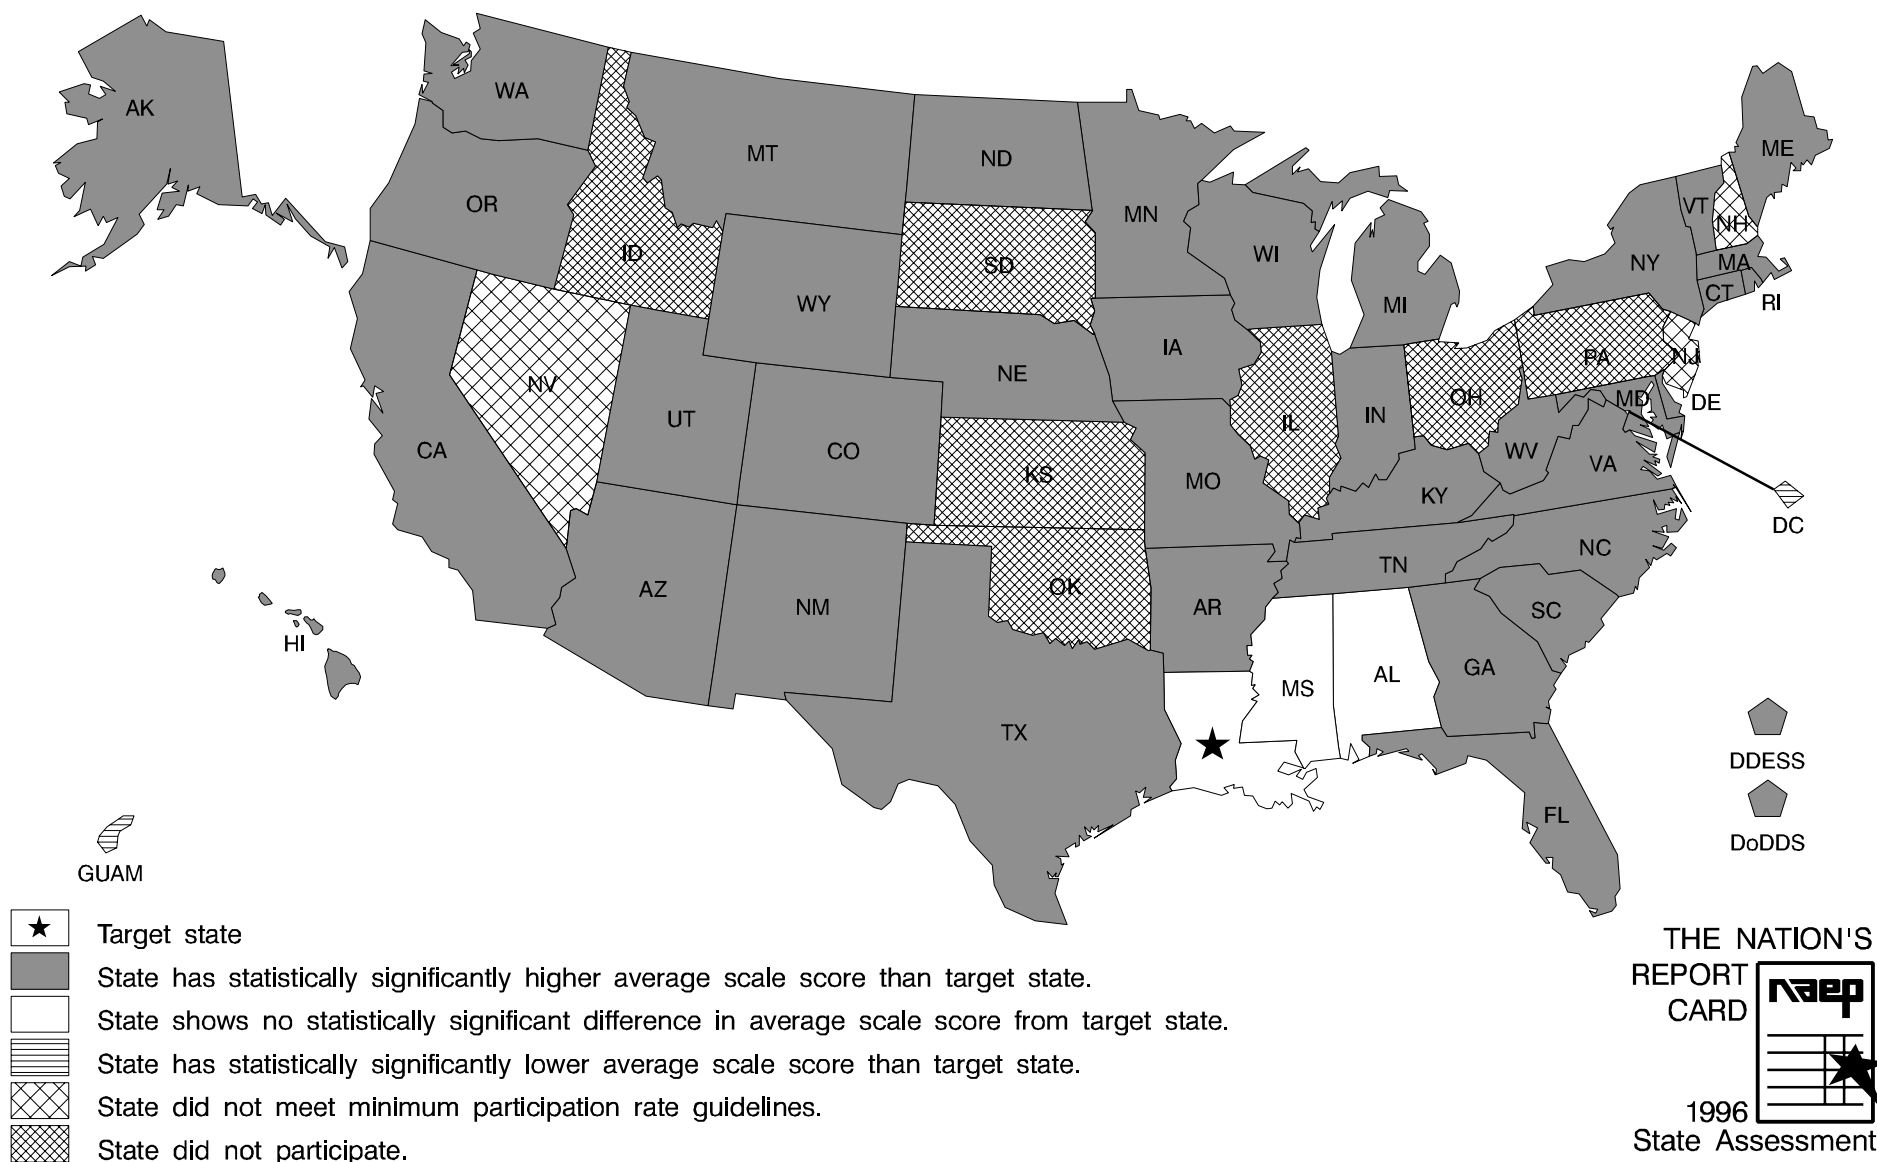 AK
WA
MT
ND
MN
ME
OR
ID
SD
WI
VT
NH
NY
MA
CT
RI
WY
MI
IA
NE
NV
PA
NJ
UT
CO
CA
KS
MO
IL
IN
OH
MD
DE
WV
VA
KY
DC
NC
TN
AZ
NM
OK
AR
SC
HI
MS
AL
GA
TX
FL
DDESS
DoDDS
GUAM
Target state
State has statistically significantly higher average scale score than target state.
State shows no statistically significant difference in average scale score from target state.
State has statistically significantly lower average scale score than target state.
State did not meet minimum participation rate guidelines.
State did not participate.
THE NATION'S
REPORT
CARD
naep
1996
State Assessment